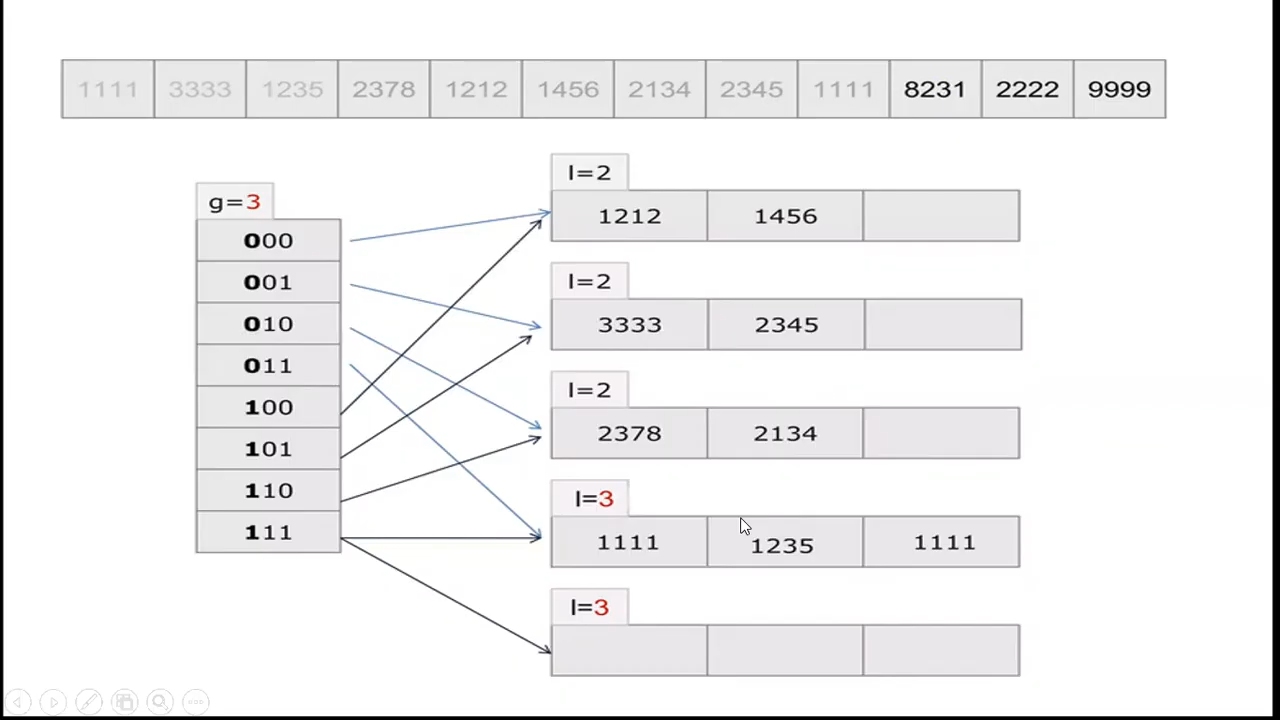 1111 3333 1235 2378 1212 1456 2134 2345 1111 8231 2222 9999
l=2
g=3
1212 1456
000
001
l=2
010
3333 2345
011
l=2
100
2378 2134
101
110
l=3
111
1111 1235 1111
l=3